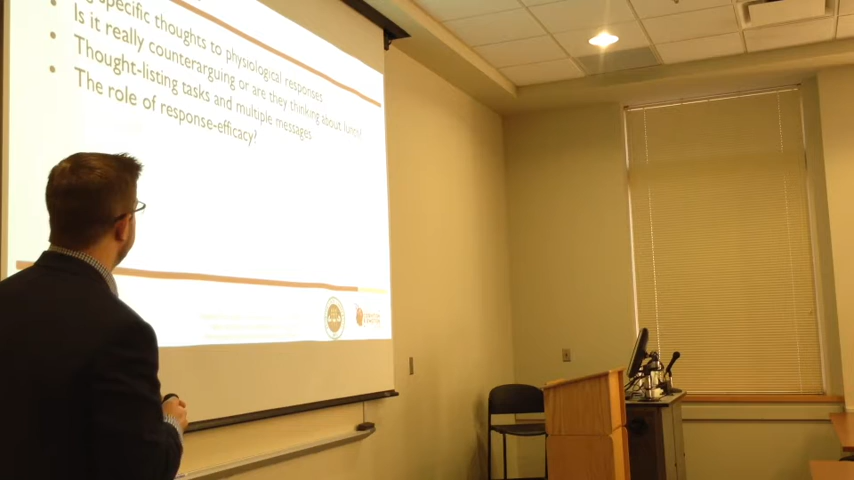 specific thoughts to physiological responses
Is it really counterarguing or are they thinking about lunch?
Thought-listing tasks and multiple messages
The role of response-efficacy?